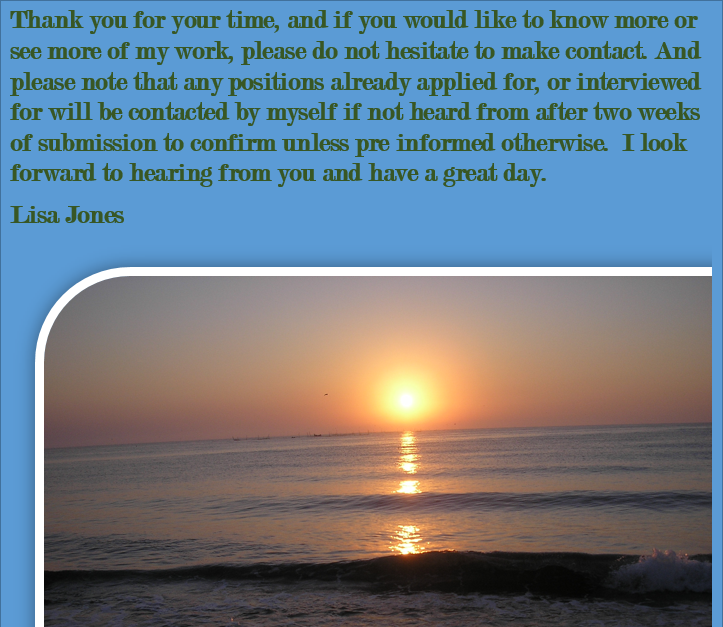 Thank you for your time, and if you would like to know more or
see more of my work, please do not hesitate to make contact. And
please note that any positions already applied for, or interviewed
for will be contacted by myself if not heard from after two weeks
of submission to confirm unless pre informed otherwise.  I look
forward to hearing from you and have a great day.
Lisa Jones